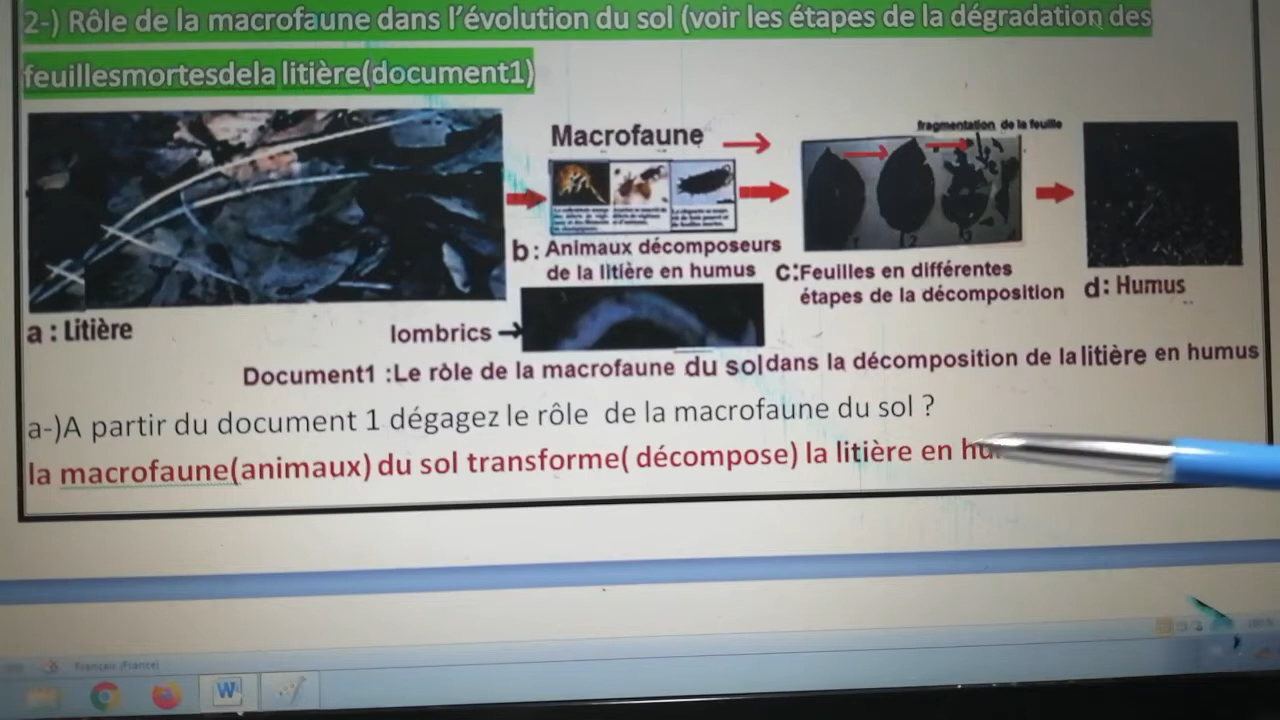 2-) Rôle de la macrofaune dans l'évolution du sol (voir les étapes de la dégradation des
feuillesmortesdela litière(document1)
Macrofaune
fragmentation de la feuille
b: Animaux décomposeurs
de la litière en humus
C:Feuilles en différentes
étapes de la décomposition
d: Humus
a : Litière
lombrics
Document1 :Le rôle de la macrofaune du sol dans la décomposition de la litière en humus
a-)A partir du document 1 dégagez le rôle de la macrofaune du sol ?
la macrofaune(animaux) du sol transforme( décompose) la litière en hu
Français (France)
W